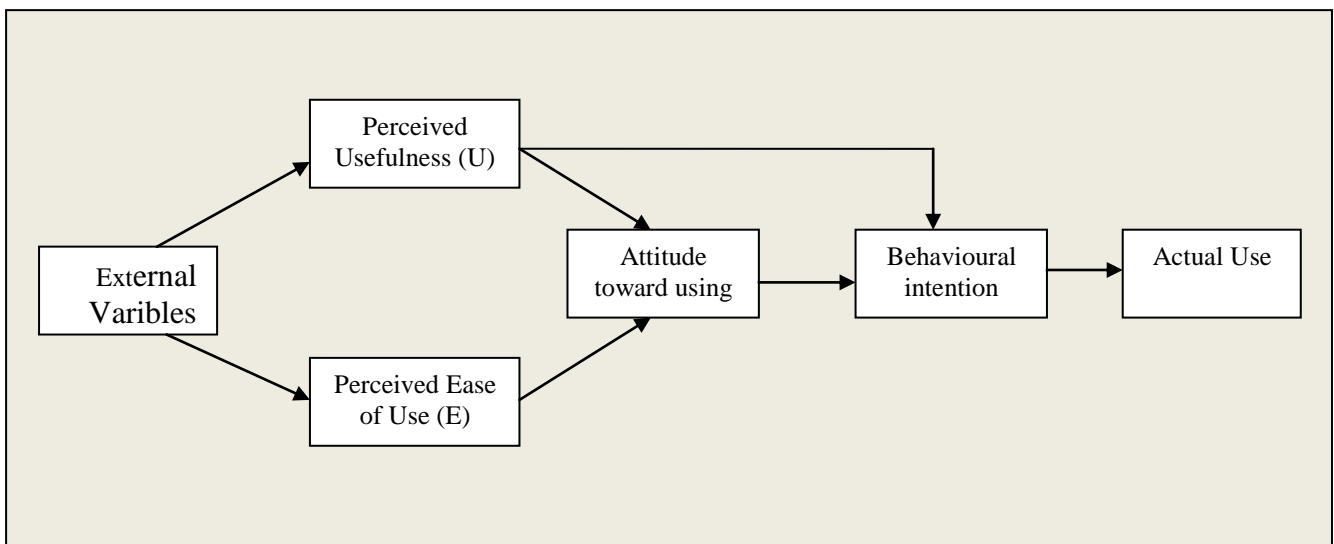 Perceived
Usefulness (U)
External
Varibles
Attitude
toward using
Behavioural
intention
Actual Use
Perceived Ease
of Use (E)